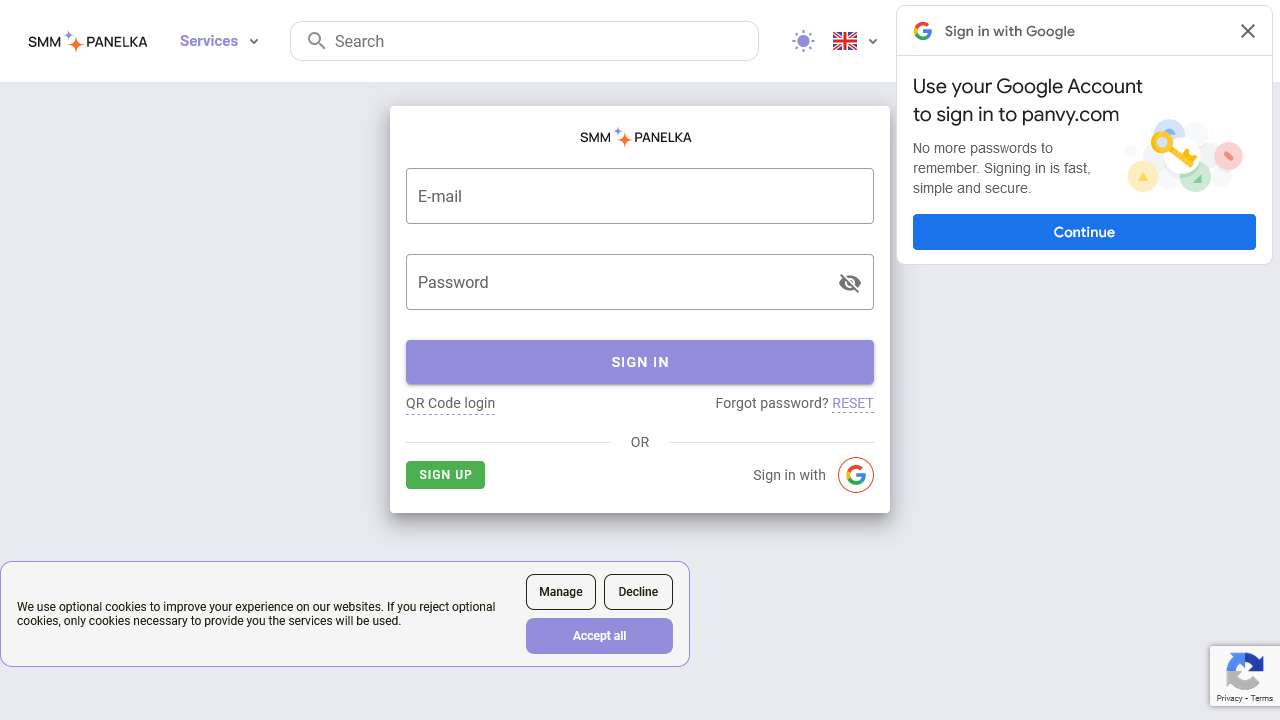 SMM PANELKA
Services
Search
Sign in with Google
Use your Google Account
to sign in to panvy.com
No more passwords to
remember. Signing in is fast,
simple and secure.
Continue
SMM PANELKA
E-mail
Password
SIGN IN
QR Code login
Forgot password? RESET
OR
SIGN UP
Sign in with
We use optional cookies to improve your experience on our websites. If you reject optional
cookies, only cookies necessary to provide you the services will be used.
Manage
Decline
Accept all
Privacy - Terms